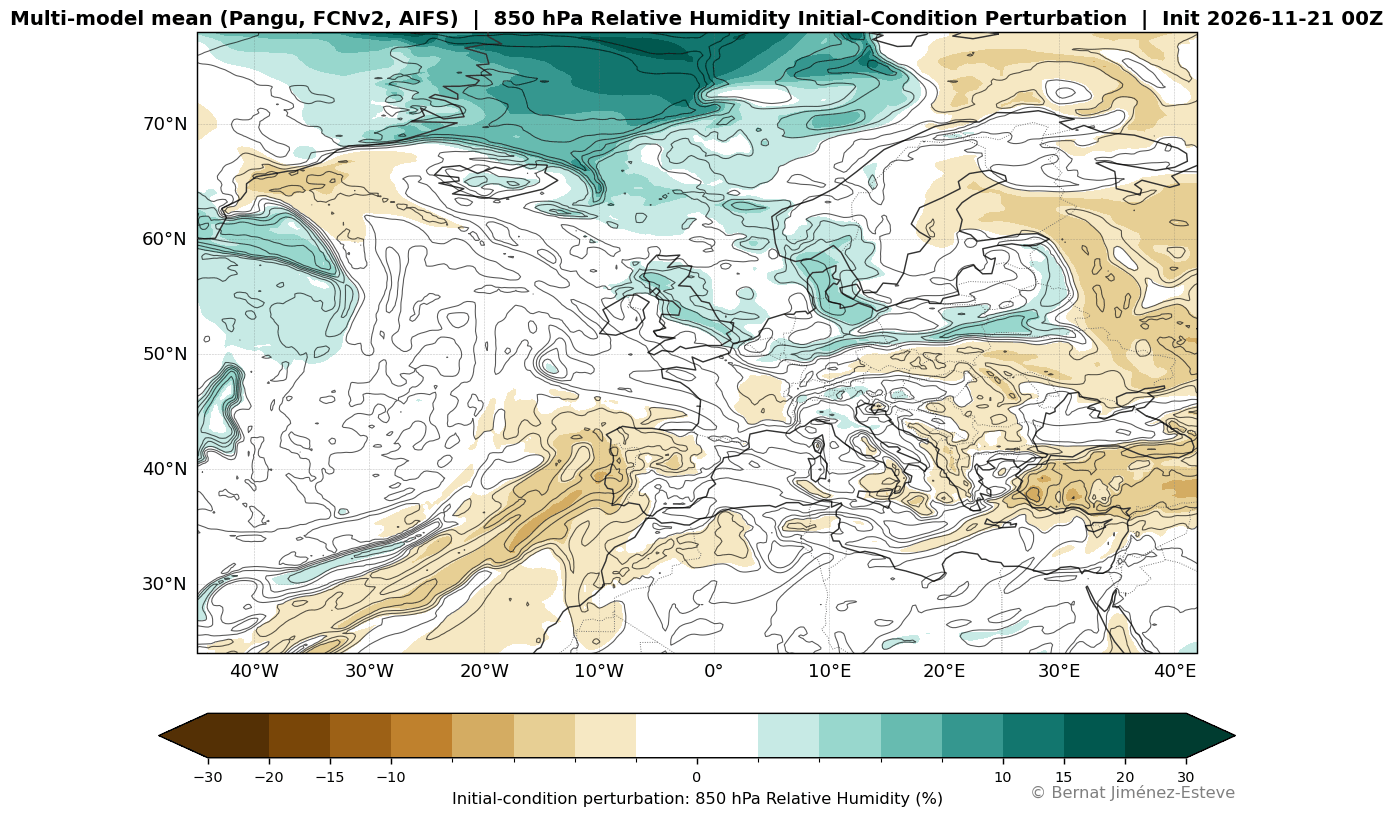 Multi-model mean (Pangu, FCNv2, AIFS)  |  850 hPa Relative Humidity Initial-Condition Perturbation  |  Init 2026-11-21 00Z
70°N
60°N
50°N
40°N
30°N
40°W 30°W 20°W 10°W 0° 10°E 20°E 30°E 40°E
−30 −20 −15 −10 0 10 15 20 30
Initial-condition perturbation: 850 hPa Relative Humidity (%)
© Bernat Jiménez-Esteve